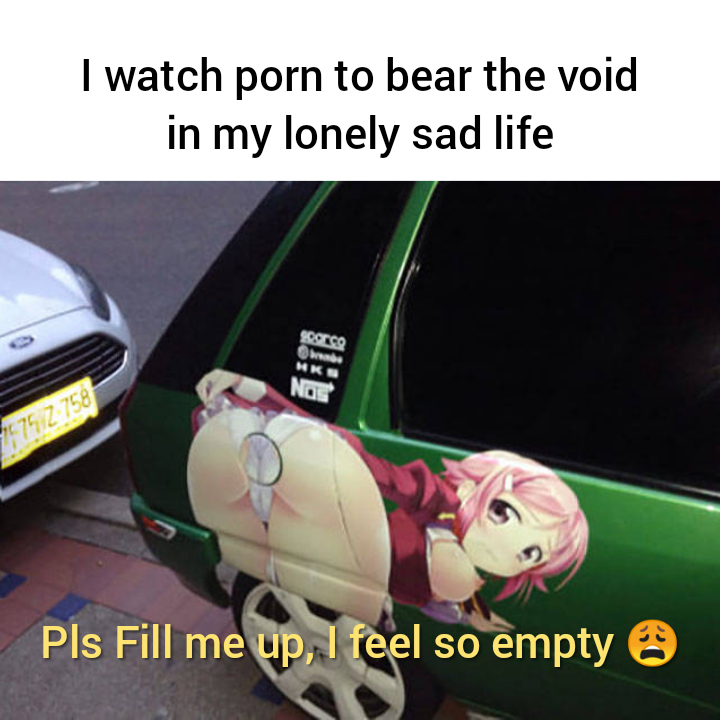 I watch porn to bear the void
in my lonely sad life
sparco
brembo
HKS
NOS
Pls Fill me up, I feel so empty 😩